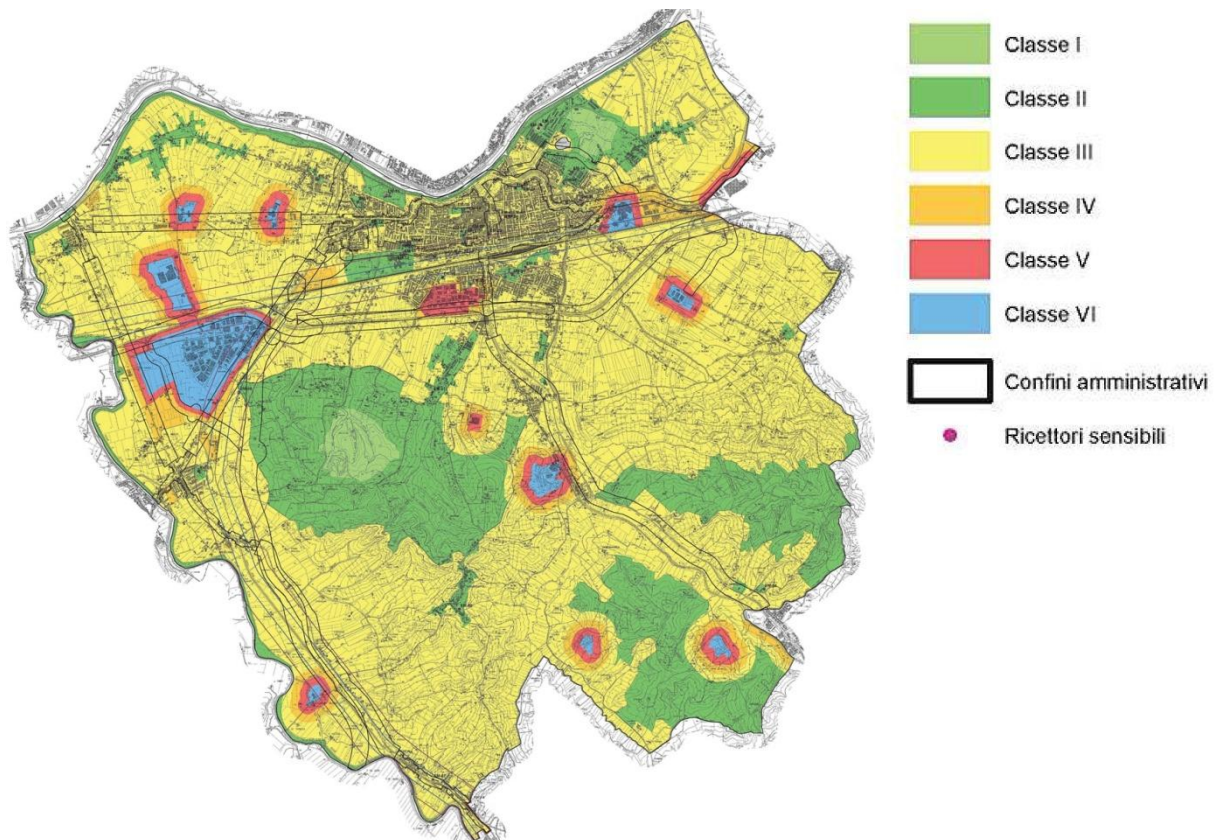 Classe I
Classe II
Classe III
Classe IV
Classe V
Classe VI
Confini amministrativi
Ricettori sensibili